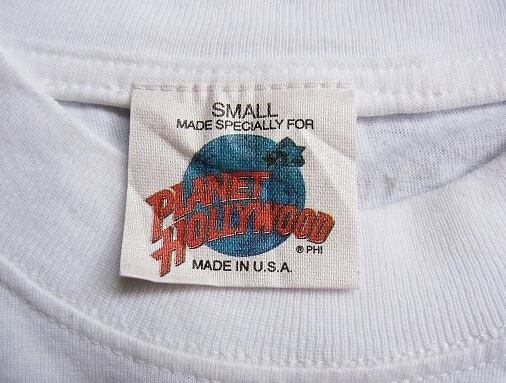 SMALL
MADE SPECIALLY FOR
PLANET
HOLLYWOOD
® PHI
MADE IN U.S.A.